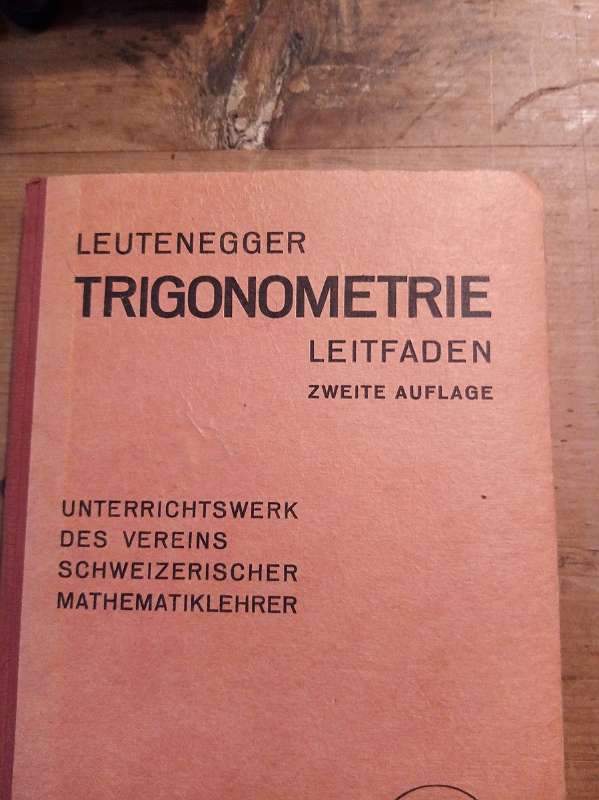 LEUTENEGGER
TRIGONOMETRIE
LEITFADEN
ZWEITE AUFLAGE
UNTERRICHTSWERK
DES VEREINS
SCHWEIZERISCHER
MATHEMATIKLEHRER